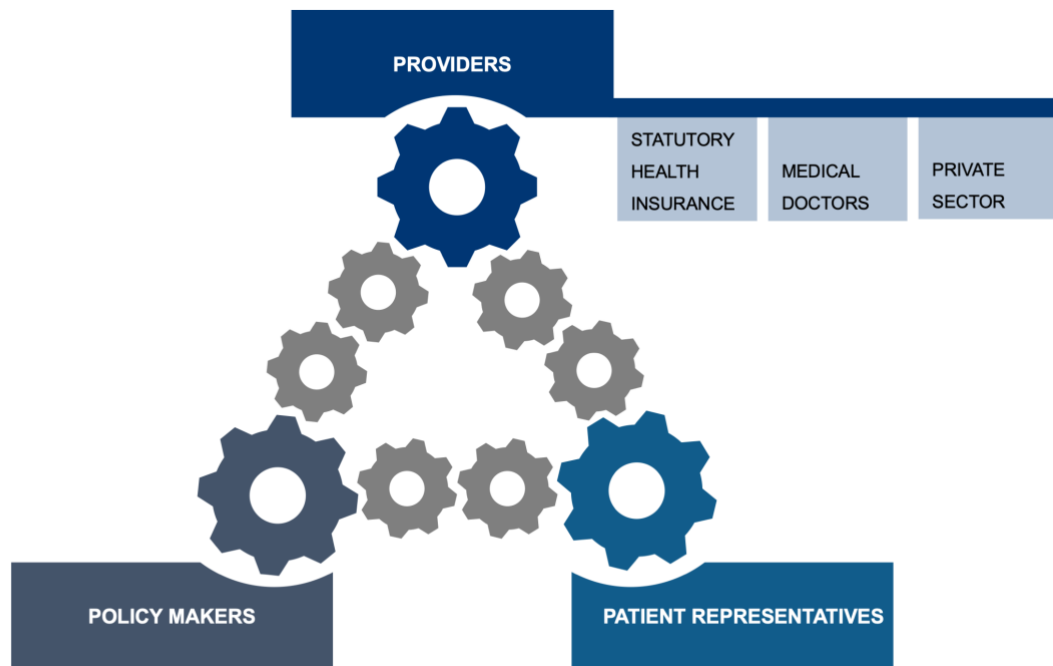 PROVIDERS
STATUTORY
HEALTH
INSURANCE
MEDICAL
DOCTORS
PRIVATE
SECTOR
POLICY MAKERS
PATIENT REPRESENTATIVES